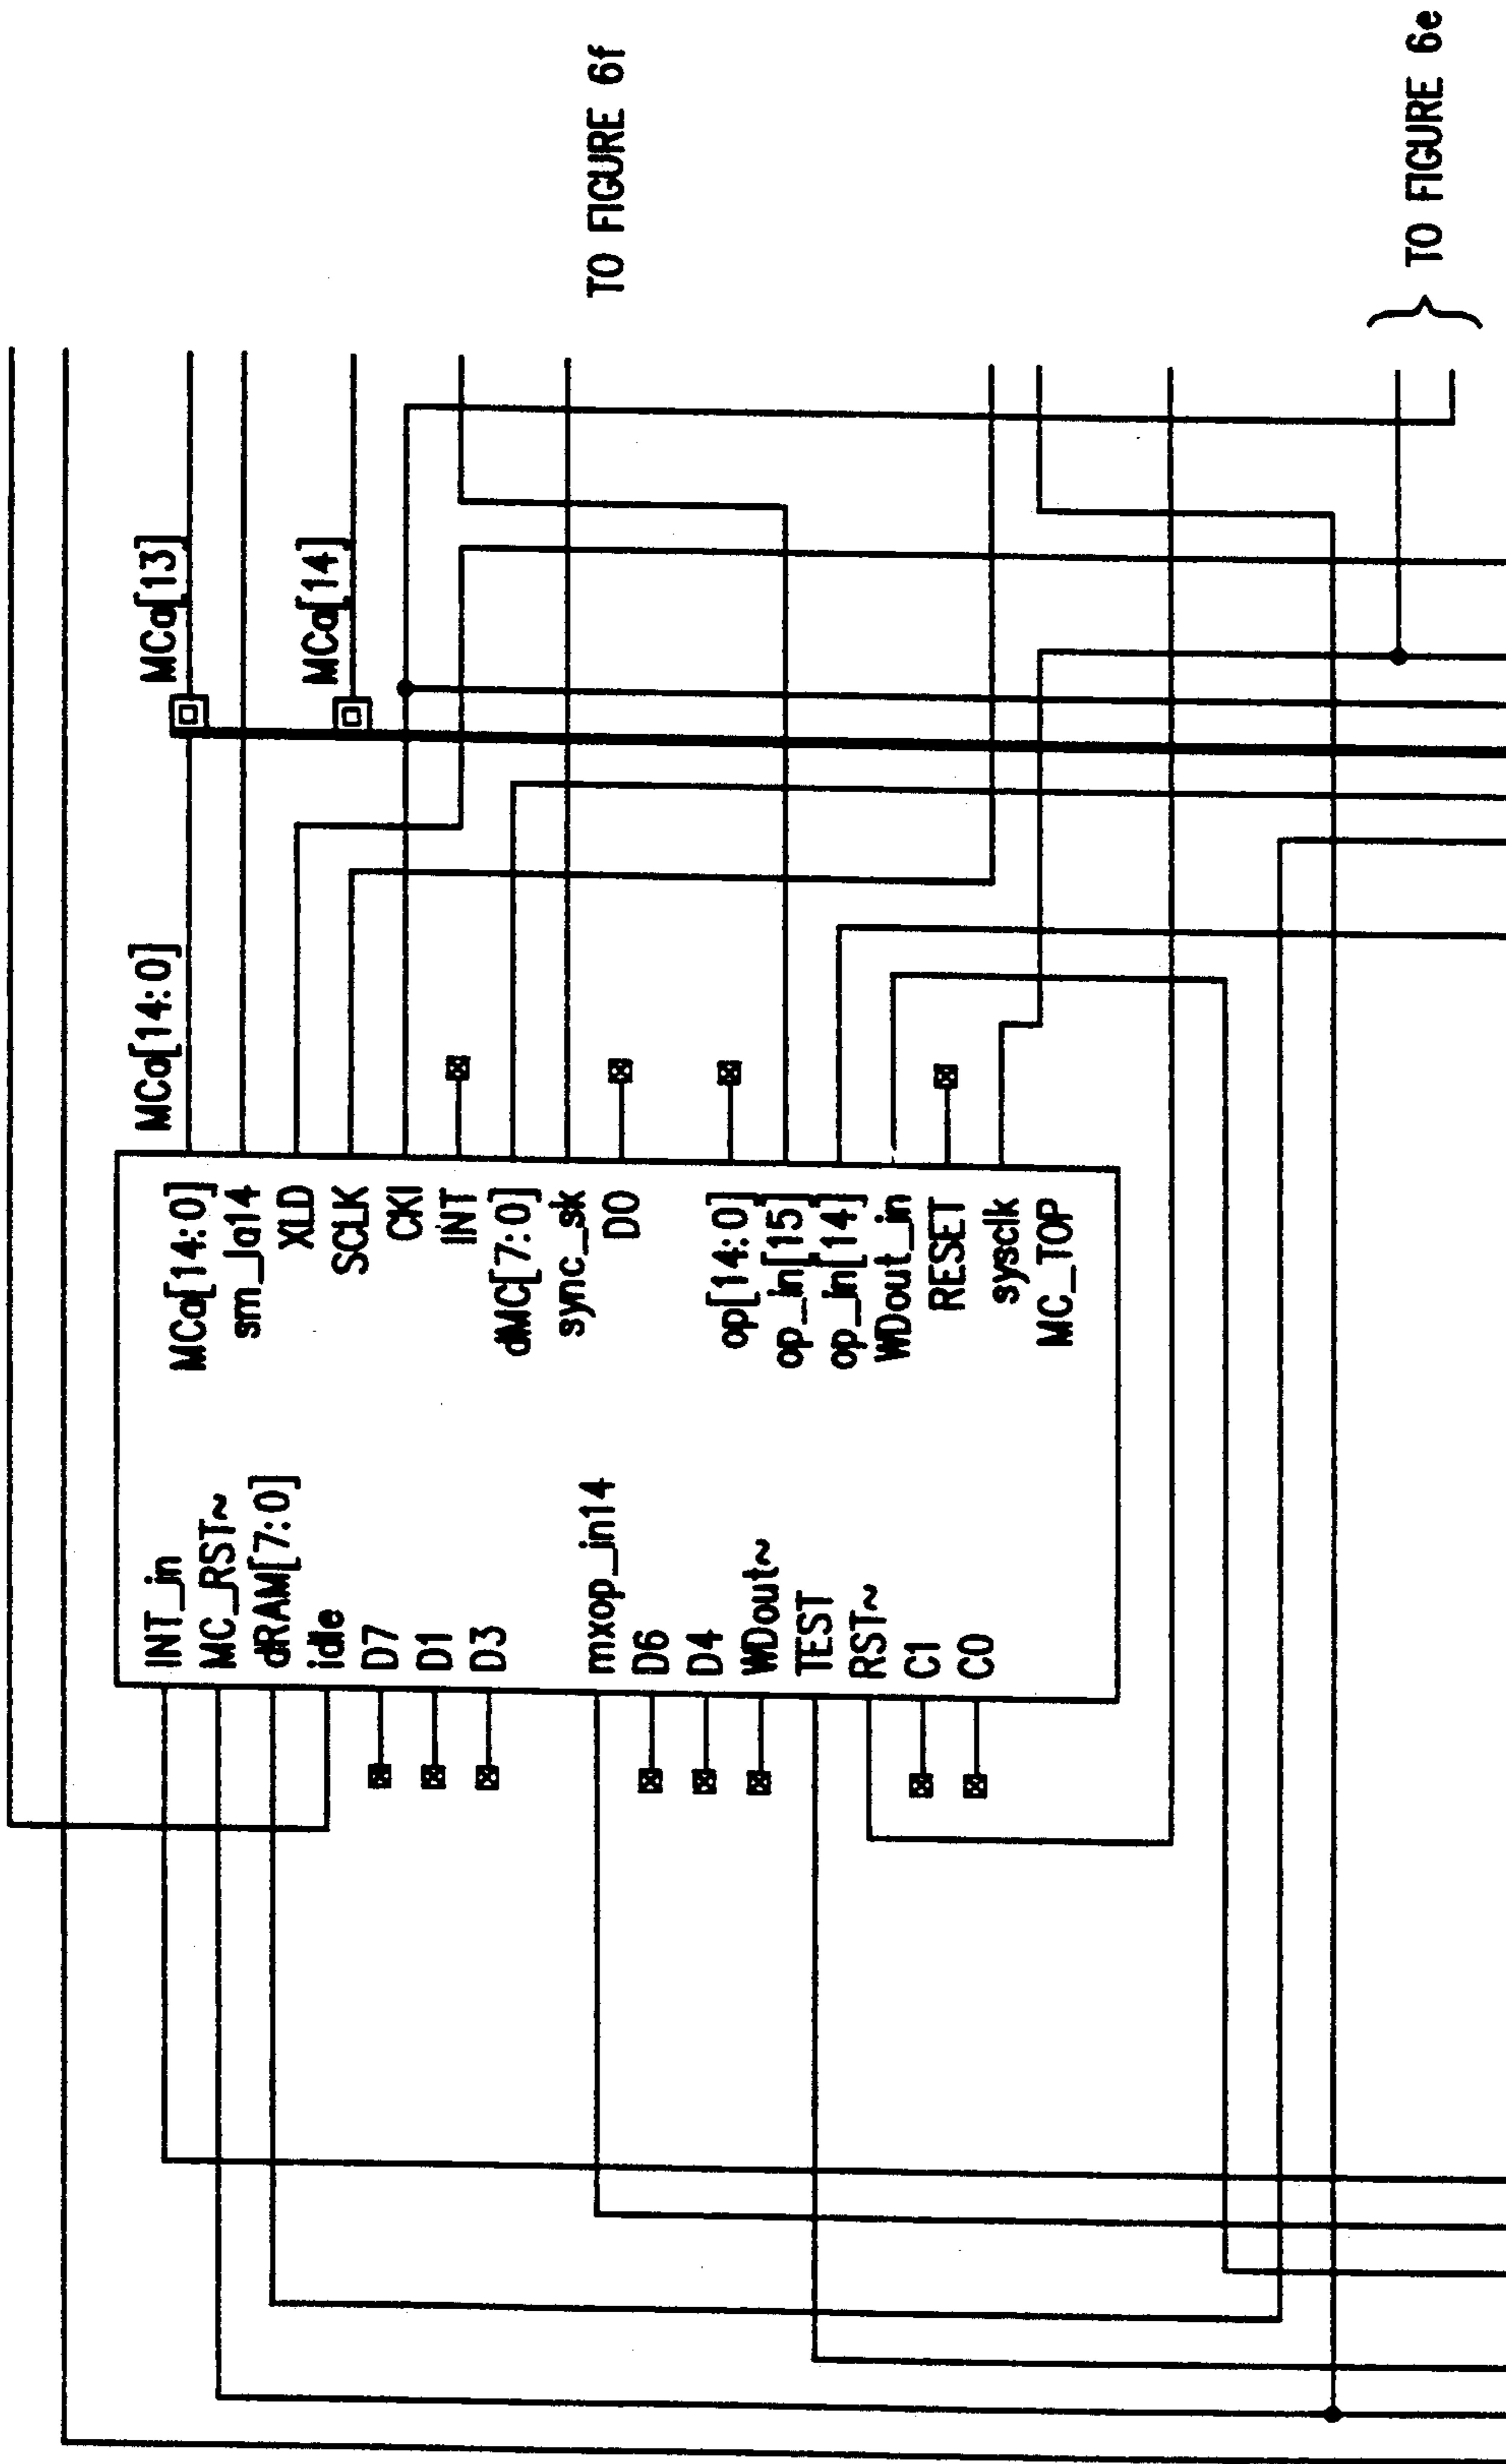 TO FIGURE 6f
TO FIGURE 6e
MCa[13]
MCa[14]
MCa[14:0]
MCa[14:0]
sm_la14
XLD
SCLK
CKI
INT
dMC[7:0]
sync_sk
D0
op[14:0]
op_in[15]
op_in[14]
WDout_in
RESET
sysclk
MC_TOP
INT_in
MC_RST~
dRAM[7:0]
idle
D7
D1
D3
mxop_in14
D6
D4
WDout~
TEST
RST~
C1
C0